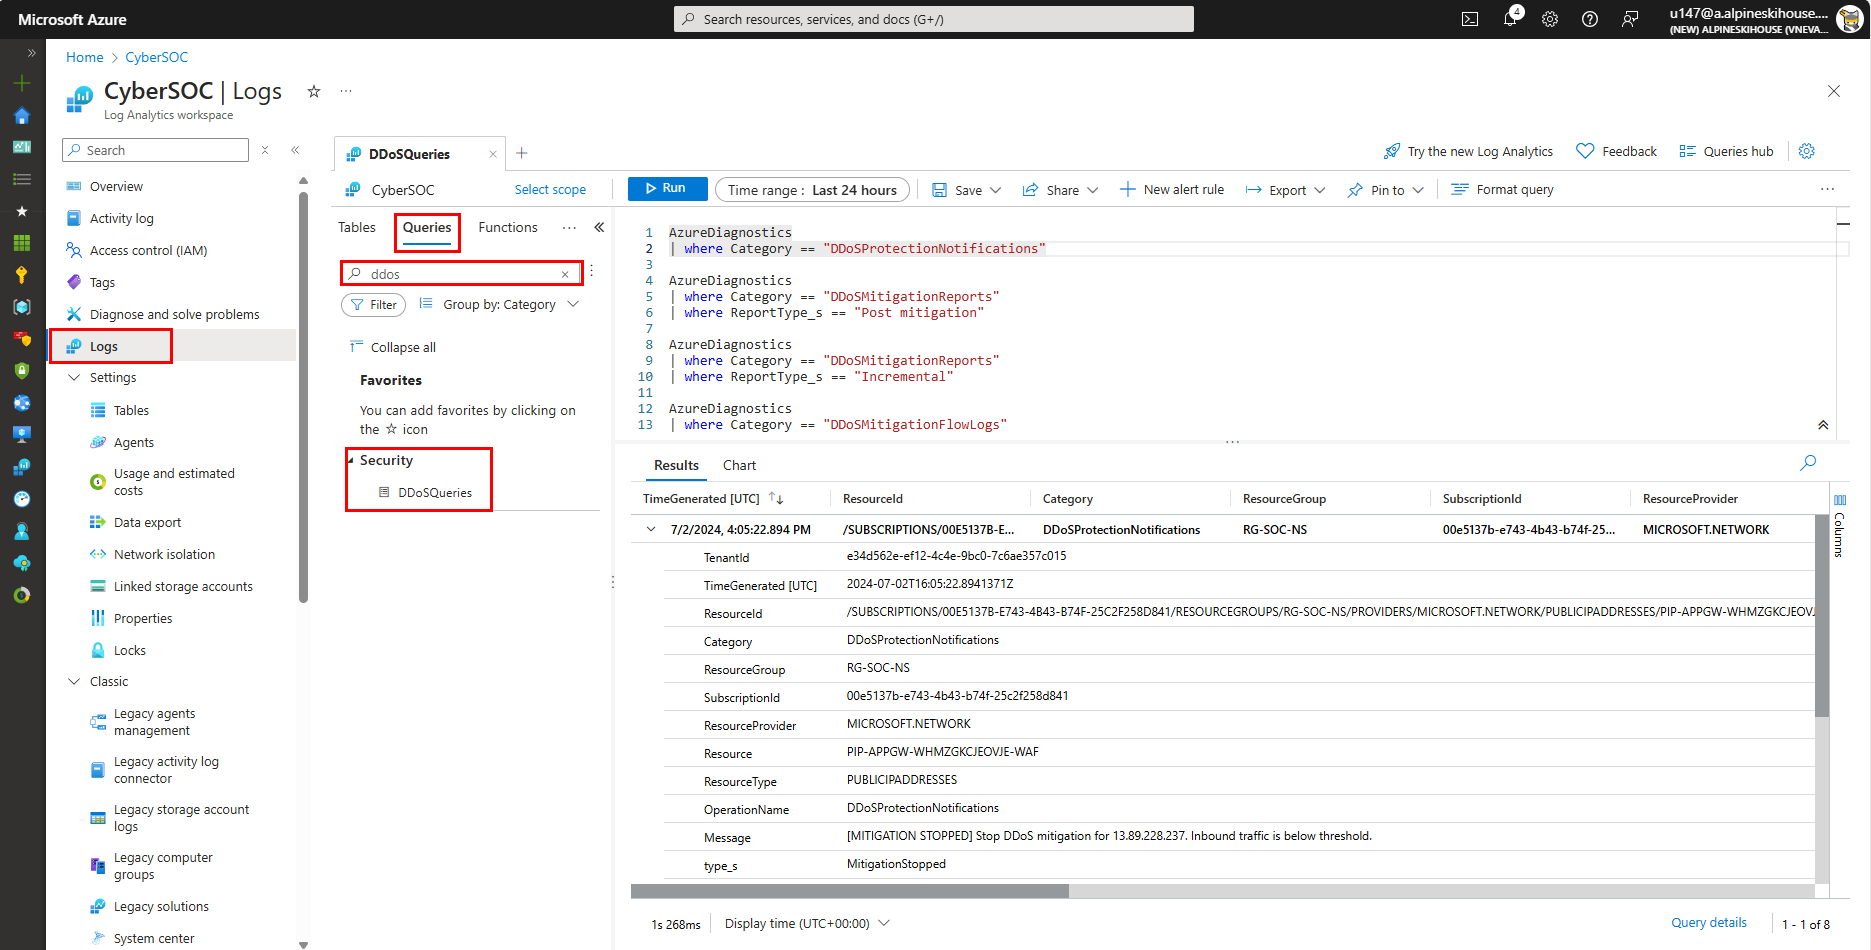 Microsoft Azure
Search resources, services, and docs (G+/)
4
u147@a.alpineskihouse....
(NEW) ALPINESKIHOUSE (VNEVA...
Home > CyberSOC
CyberSOC | Logs
Log Analytics workspace
Search
Overview
Activity log
Access control (IAM)
Tags
Diagnose and solve problems
Logs
Settings
Tables
Agents
Usage and estimated
costs
Data export
Network isolation
Linked storage accounts
Properties
Locks
Classic
Legacy agents
management
Legacy activity log
connector
Legacy storage account
logs
Legacy computer
groups
Legacy solutions
System center
DDoSQueries
Try the new Log Analytics
Feedback
Queries hub
CyberSOC
Select scope
Run
Time range : Last 24 hours
Save
Share
New alert rule
Export
Pin to
Format query
Tables
Queries
Functions
ddos
Filter
Group by: Category
Collapse all
Favorites
You can add favorites by clicking on
the ☆ icon
Security
DDoSQueries
1 AzureDiagnostics
2 | where Category == "DDoSProtectionNotifications"
3
4 AzureDiagnostics
5 | where Category == "DDoSMitigationReports"
6 | where ReportType_s == "Post mitigation"
7
8 AzureDiagnostics
9 | where Category == "DDoSMitigationReports"
10 | where ReportType_s == "Incremental"
11
12 AzureDiagnostics
13 | where Category == "DDoSMitigationFlowLogs"
Results
Chart
TimeGenerated [UTC] ResourceId Category ResourceGroup SubscriptionId ResourceProvider
7/2/2024, 4:05:22.894 PM /SUBSCRIPTIONS/00E5137B-E... DDoSProtectionNotifications RG-SOC-NS 00e5137b-e743-4b43-b74f-25... MICROSOFT.NETWORK
TenantId e34d562e-ef12-4c4e-9bc0-7c6ae357c015
TimeGenerated [UTC] 2024-07-02T16:05:22.8941371Z
ResourceId /SUBSCRIPTIONS/00E5137B-E743-4B43-B74F-25C2F258D841/RESOURCEGROUPS/RG-SOC-NS/PROVIDERS/MICROSOFT.NETWORK/PUBLICIPADDRESSES/PIP-APPGW-WHMZGKCJEOVJ
Category DDoSProtectionNotifications
ResourceGroup RG-SOC-NS
SubscriptionId 00e5137b-e743-4b43-b74f-25c2f258d841
ResourceProvider MICROSOFT.NETWORK
Resource PIP-APPGW-WHMZGKCJEOVJE-WAF
ResourceType PUBLICIPADDRESSES
OperationName DDoSProtectionNotifications
Message [MITIGATION STOPPED] Stop DDoS mitigation for 13.89.228.237. Inbound traffic is below threshold.
type_s MitigationStopped
Columns
1s 268ms
Display time (UTC+00:00)
Query details
1 - 1 of 8